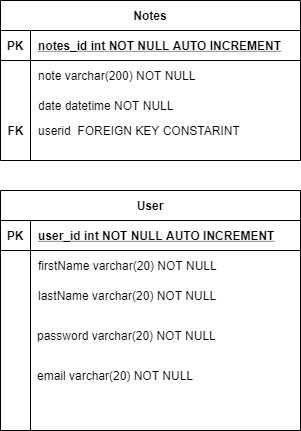 Notes
PK notes_id int NOT NULL AUTO INCREMENT
note varchar(200) NOT NULL
date datetime NOT NULL
FK userid FOREIGN KEY CONSTARINT
User
PK user_id int NOT NULL AUTO INCREMENT
firstName varchar(20) NOT NULL
lastName varchar(20) NOT NULL
password varchar(20) NOT NULL
email varchar(20) NOT NULL